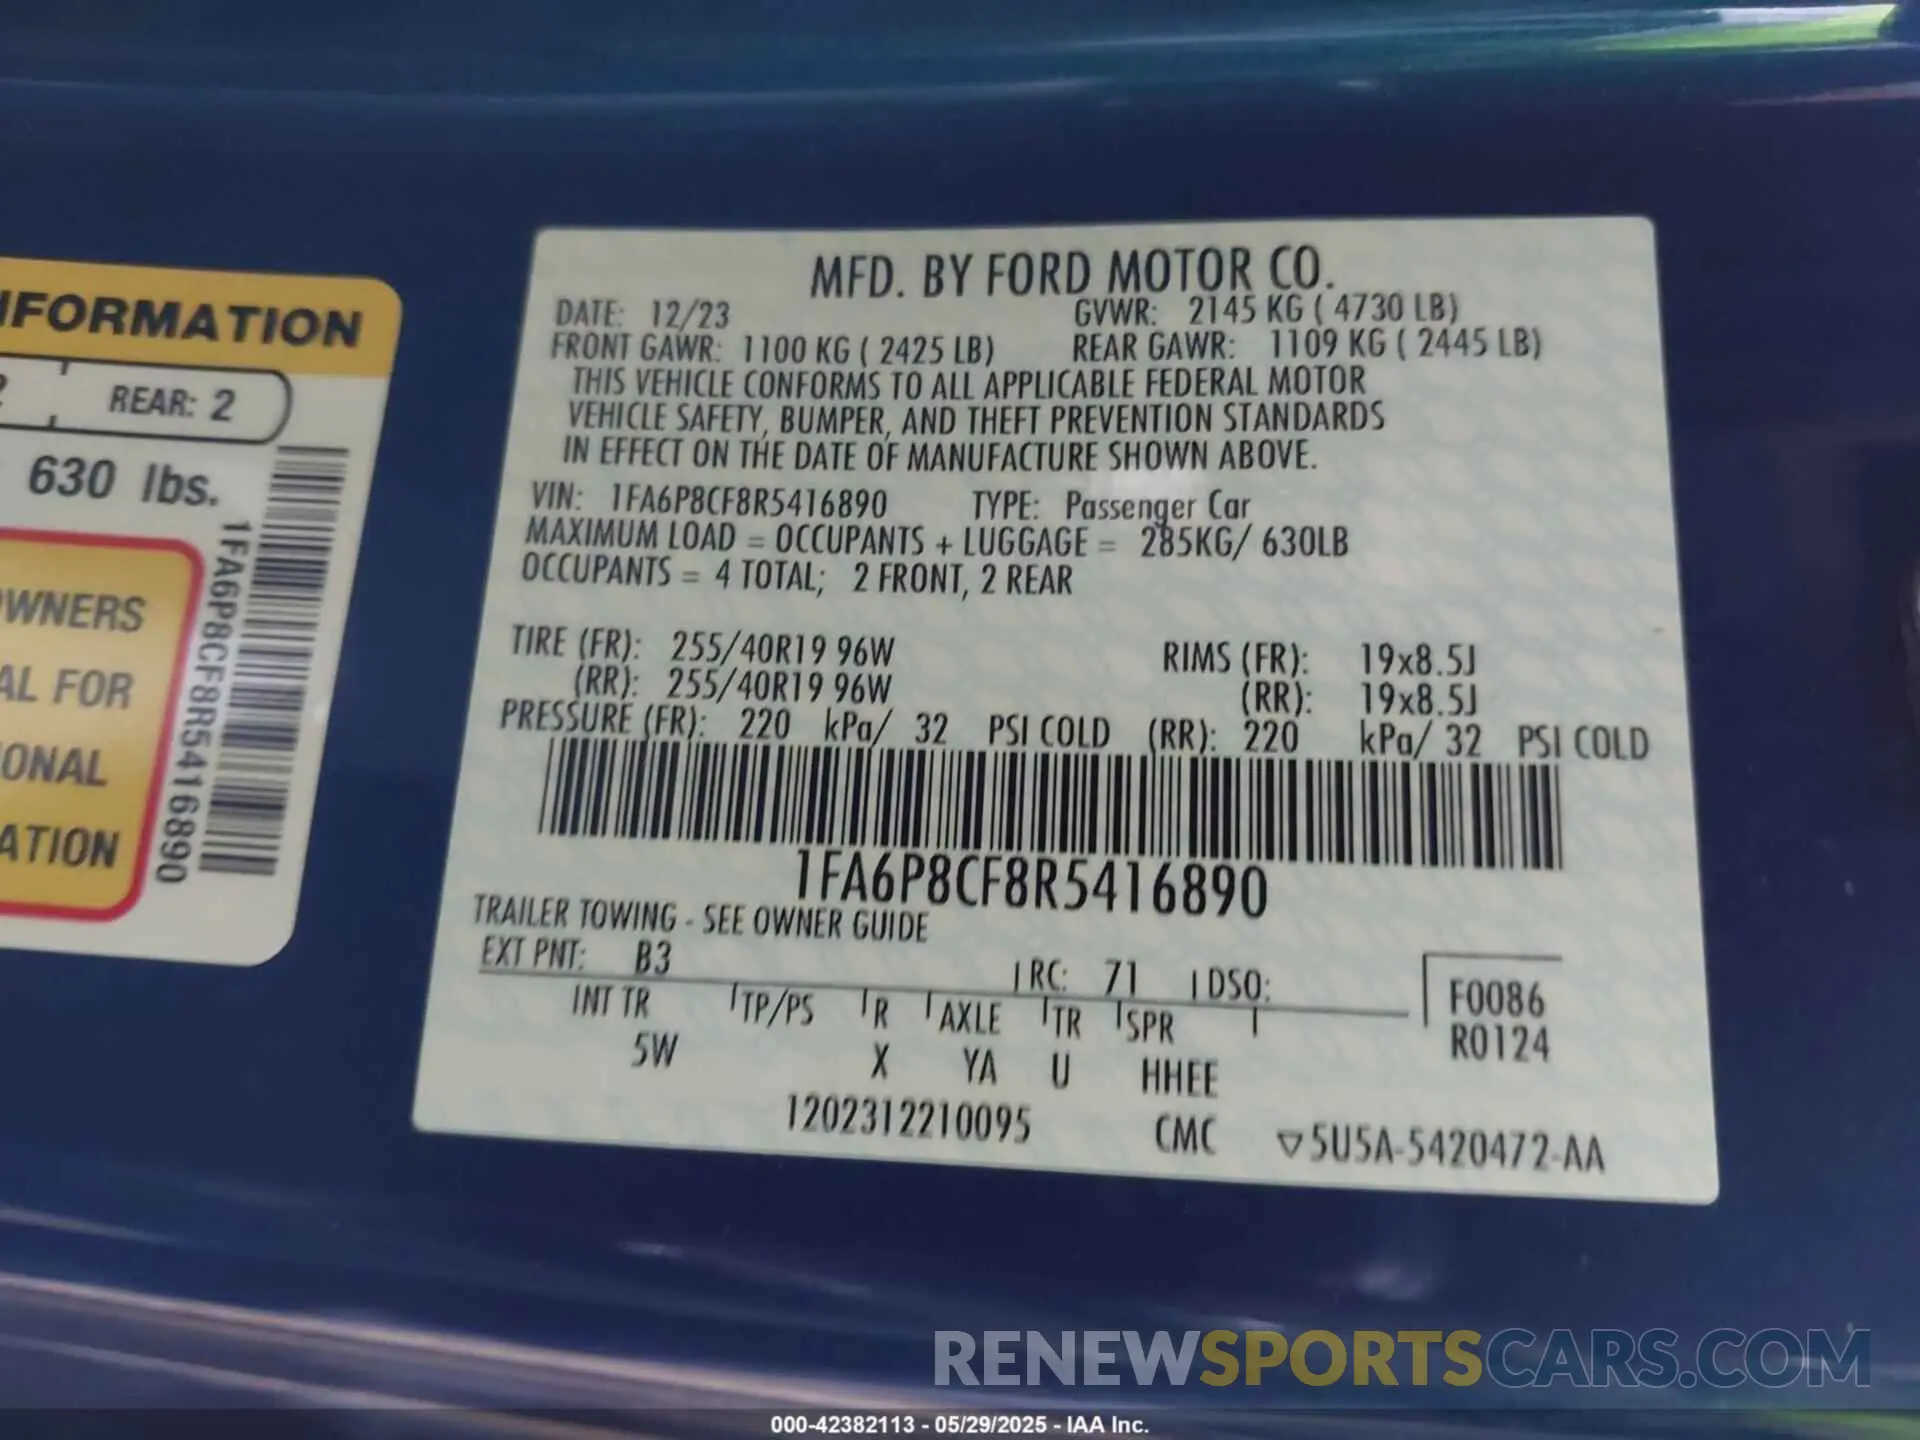 NFORMATION
2 REAR: 2
630 lbs.
OWNERS
AL FOR
ONAL
ATION
1FA6P8CF8R5416890
MFD. BY FORD MOTOR CO.
DATE: 12/23 GVWR: 2145 KG ( 4730 LB)
FRONT GAWR: 1100 KG ( 2425 LB) REAR GAWR: 1109 KG ( 2445 LB)
THIS VEHICLE CONFORMS TO ALL APPLICABLE FEDERAL MOTOR
VEHICLE SAFETY, BUMPER, AND THEFT PREVENTION STANDARDS
IN EFFECT ON THE DATE OF MANUFACTURE SHOWN ABOVE.
VIN: 1FA6P8CF8R5416890 TYPE: Passenger Car
MAXIMUM LOAD = OCCUPANTS + LUGGAGE = 285KG/ 630LB
OCCUPANTS = 4 TOTAL; 2 FRONT, 2 REAR
TIRE (FR): 255/40R19 96W RIMS (FR): 19x8.5J
(RR): 255/40R19 96W (RR): 19x8.5J
PRESSURE (FR): 220 kPa/ 32 PSI COLD (RR): 220 kPa/ 32 PSI COLD
1FA6P8CF8R5416890
TRAILER TOWING - SEE OWNER GUIDE
EXT PNT: B3 RC: 71 DSO:
INT TR TP/PS R AXLE TR SPR
5W X YA U HHEE
F0086
R0124
1202312210095 CMC ▽5U5A-5420472-AA
RENEWSPORTSCARS.COM
000-42382113 - 05/29/2025 - IAA Inc.